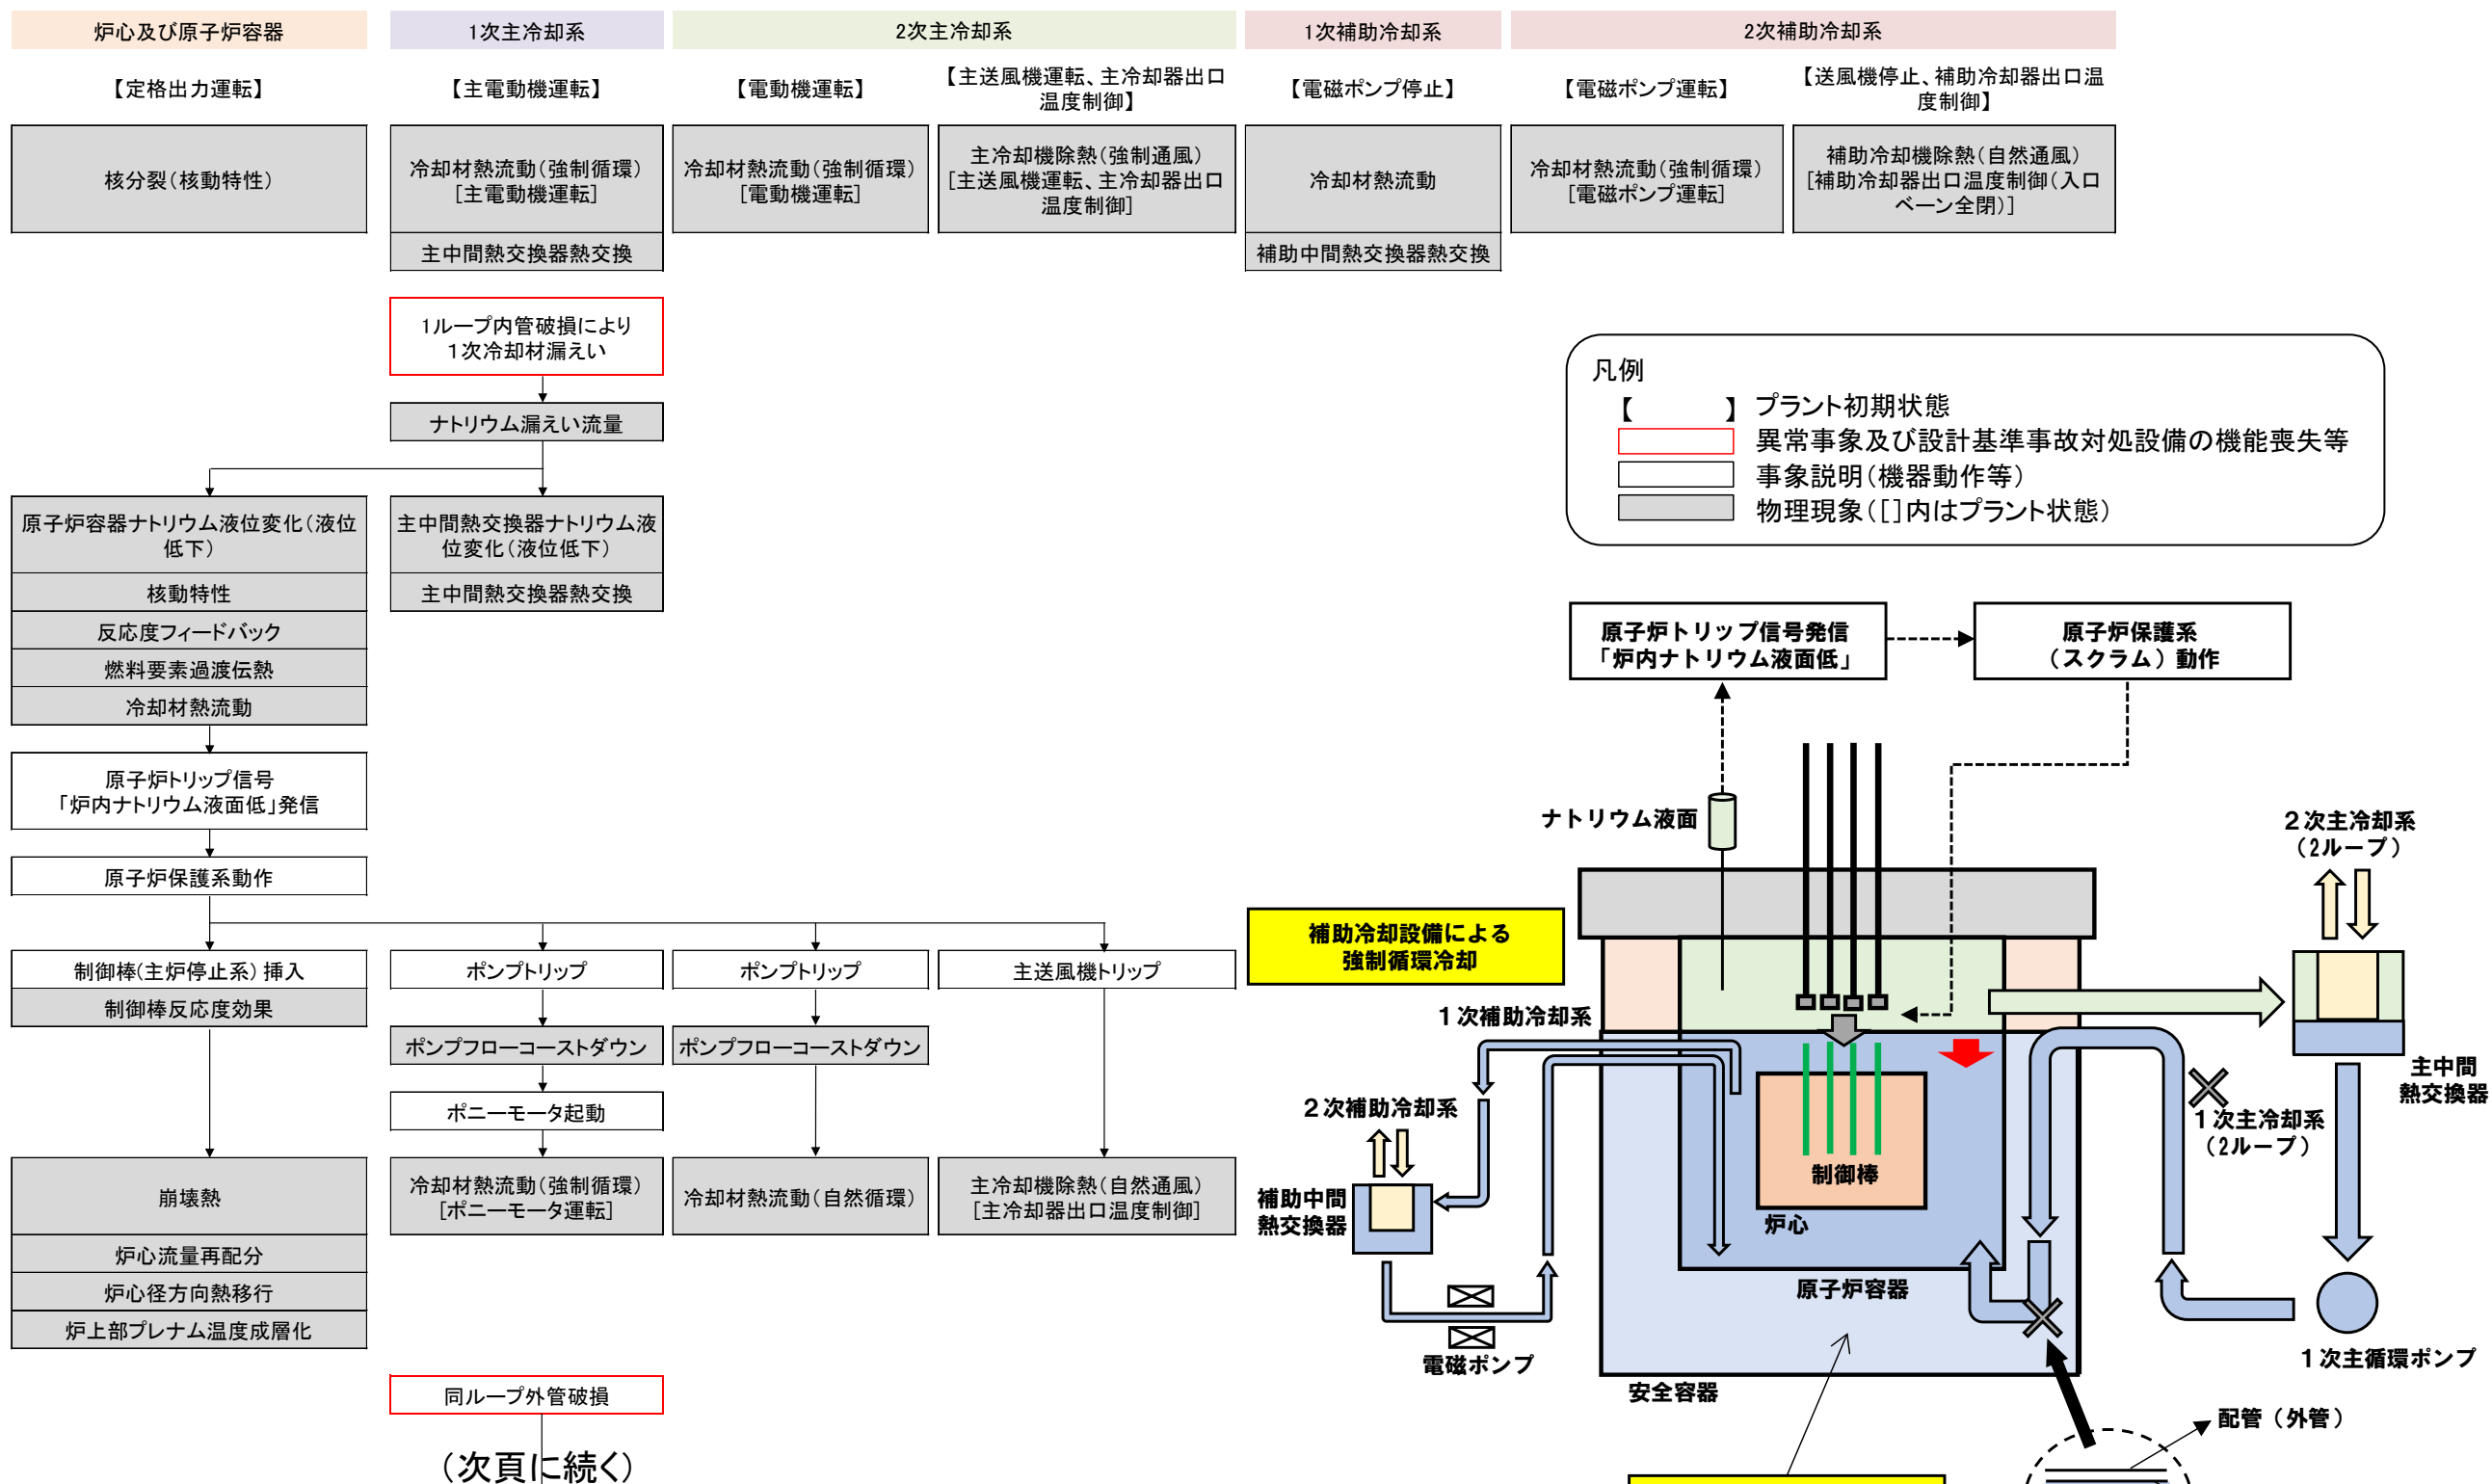 炉心及び原子炉容器
1次主冷却系
2次主冷却系
1次補助冷却系
2次補助冷却系
【定格出力運転】
【主電動機運転】
【電動機運転】
【主送風機運転、主冷却器出口
温度制御】
【電磁ポンプ停止】
【電磁ポンプ運転】
【送風機停止、補助冷却器出口温
度制御】
核分裂(核動特性)
冷却材熱流動(強制循環)
[主電動機運転]
冷却材熱流動(強制循環)
[電動機運転]
主冷却機除熱(強制通風)
[主送風機運転、主冷却器出口
温度制御]
冷却材熱流動
冷却材熱流動(強制循環)
[電磁ポンプ運転]
補助冷却機除熱(自然通風)
[補助冷却器出口温度制御(入口
ベーン全閉)]
主中間熱交換器熱交換
補助中間熱交換器熱交換
1ループ内管破損により
1次冷却材漏えい
ナトリウム漏えい流量
原子炉容器ナトリウム液位変化(液位
低下)
主中間熱交換器ナトリウム液
位変化(液位低下)
核動特性
主中間熱交換器熱交換
反応度フィードバック
燃料要素過渡伝熱
冷却材熱流動
原子炉トリップ信号
「炉内ナトリウム液面低」発信
原子炉保護系動作
制御棒(主炉停止系)挿入
ポンプトリップ
ポンプトリップ
主送風機トリップ
制御棒反応度効果
ポンプフローコーストダウン
ポンプフローコーストダウン
ポニーモータ起動
崩壊熱
冷却材熱流動(強制循環)
[ポニーモータ運転]
冷却材熱流動(自然循環)
主冷却機除熱(自然通風)
[主冷却器出口温度制御]
炉心流量再配分
炉心径方向熱移行
炉上部プレナム温度成層化
同ループ外管破損
(次頁に続く)
凡例
【　　　】 プラント初期状態
異常事象及び設計基準事故対処設備の機能喪失等
事象説明(機器動作等)
物理現象([]内はプラント状態)
原子炉トリップ信号発信
「炉内ナトリウム液面低」
原子炉保護系
(スクラム)動作
ナトリウム液面
2次主冷却系
(2ループ)
補助冷却設備による
強制循環冷却
1次補助冷却系
主中間
熱交換器
2次補助冷却系
1次主冷却系
(2ループ)
制御棒
補助中間
熱交換器
炉心
原子炉容器
電磁ポンプ
1次主循環ポンプ
安全容器
配管(外管)